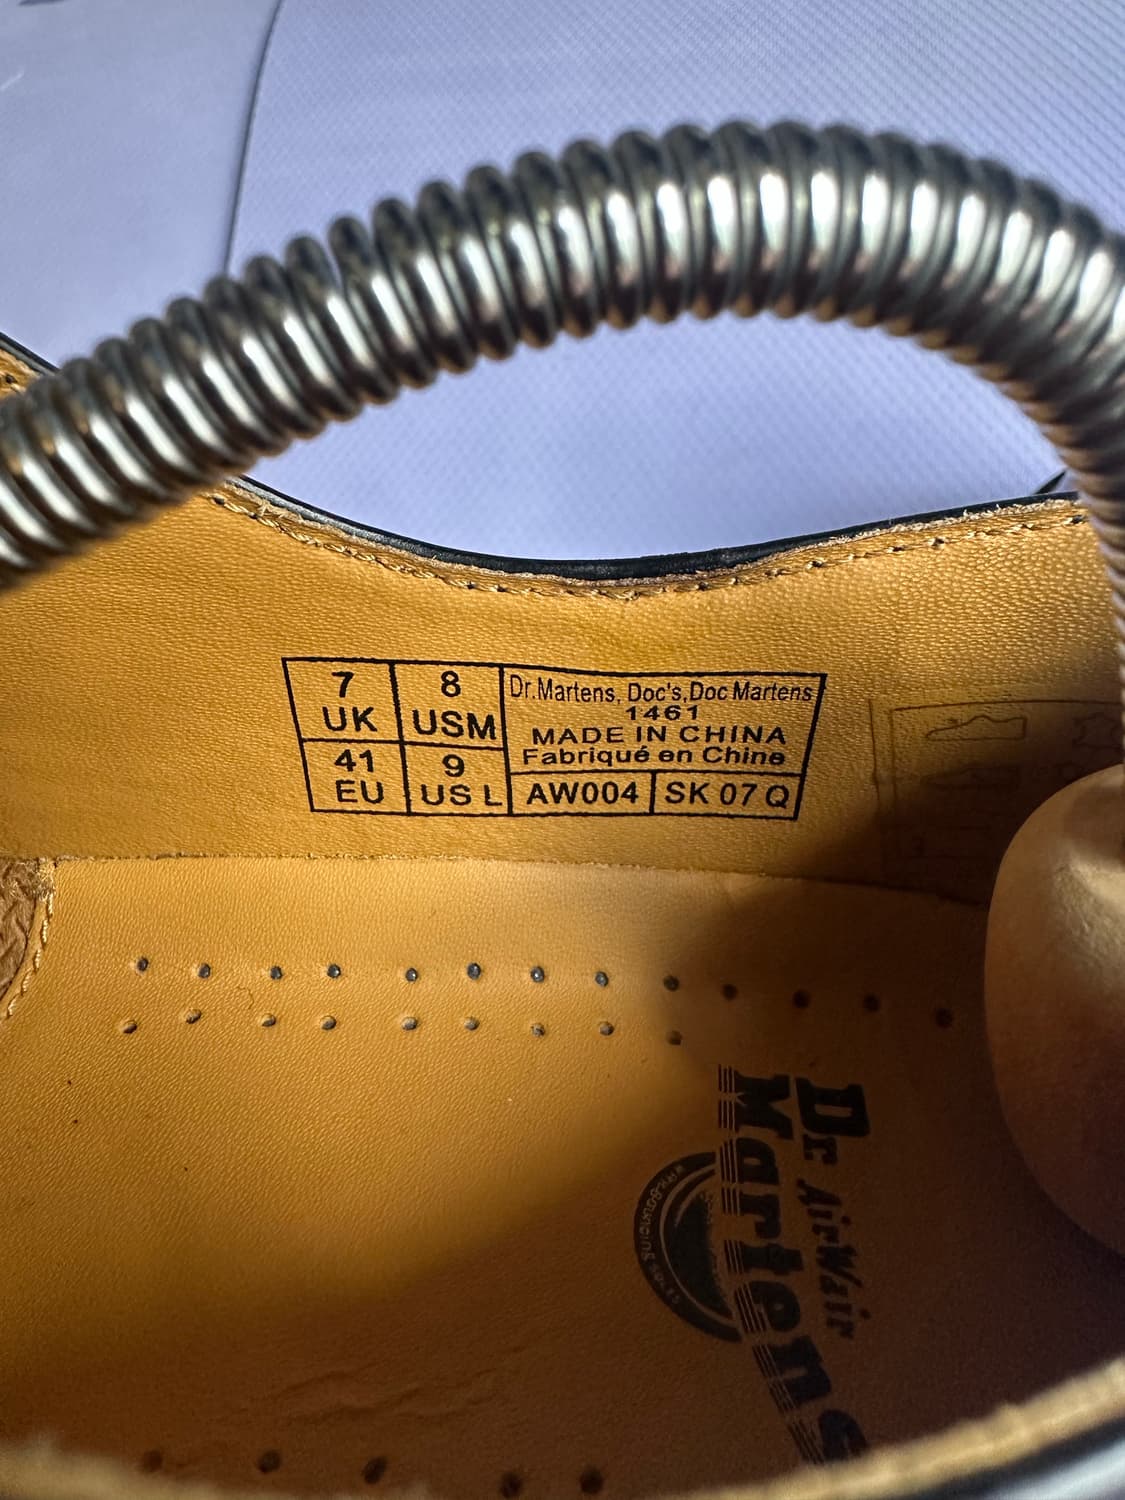 7 UK
8 USM
Dr.Martens, Doc's,Doc Martens
1461
MADE IN CHINA
Fabriqué en Chine
41 EU
9 US L
AW004
SK 07 Q
Dr. Martens
AirWair